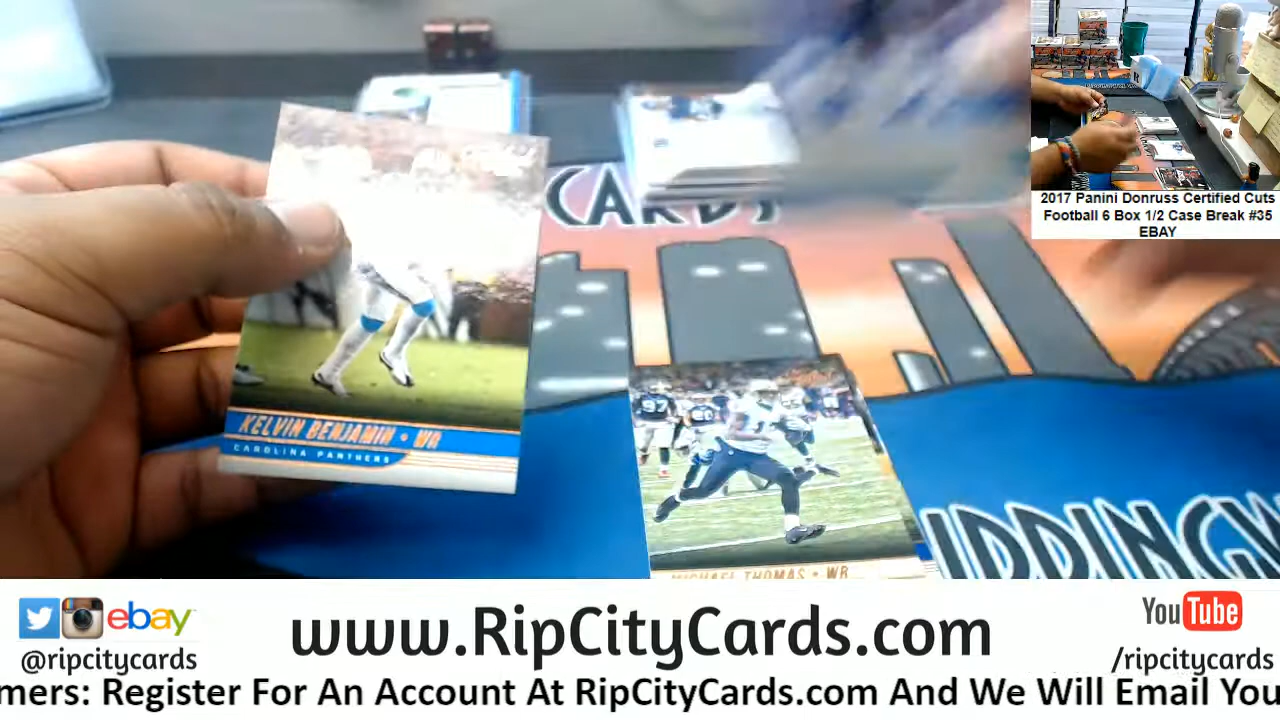 CARDS
2017 Panini Donruss Certified Cuts
Football 6 Box 1/2 Case Break #35
EBAY
97
KELVIN BENJAMIN • WR
CAROLINA PANTHERS
MICHAEL THOMAS • WR
IPPINGW
ebay
@ripcitycards
www.RipCityCards.com
YouTube
/ripcitycards
mers: Register For An Account At RipCityCards.com And We Will Email You